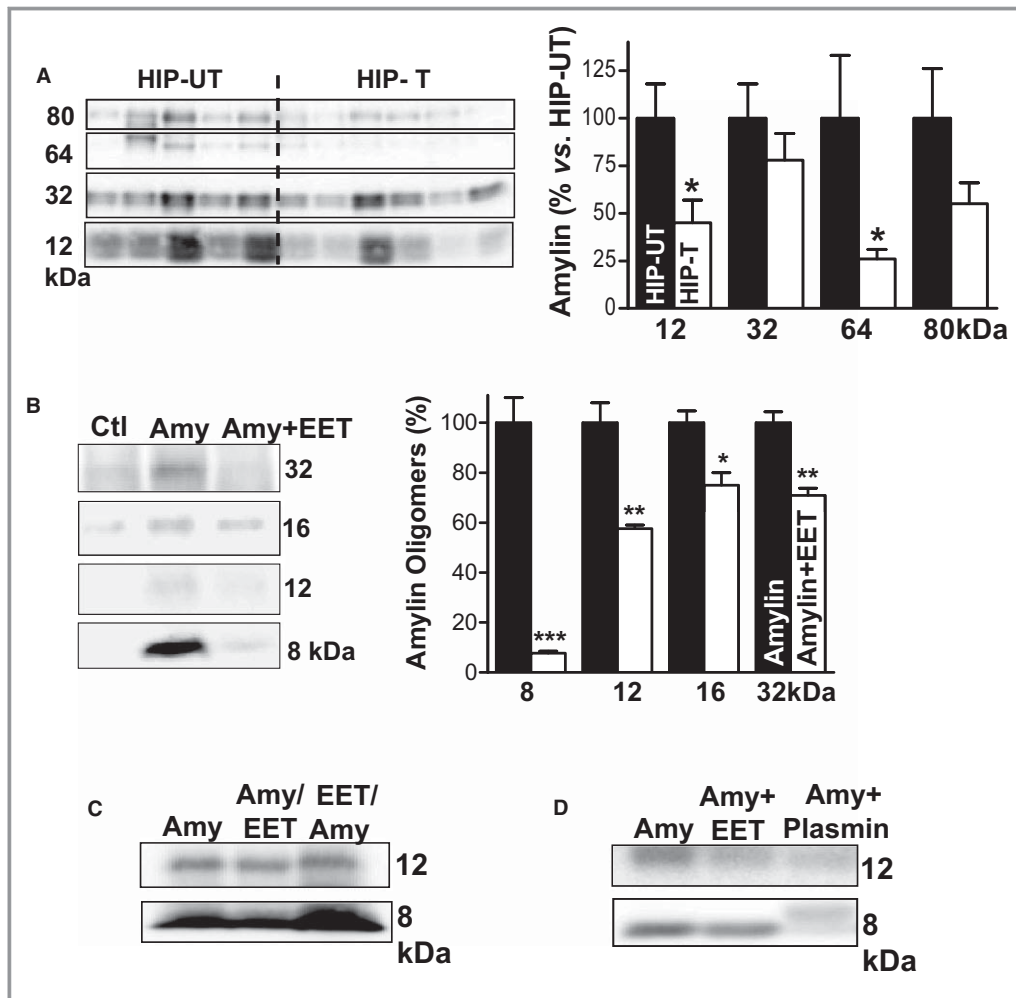 A
HIP-UT HIP- T
80
64
32
12
kDa
Amylin (% vs. HIP-UT)
125
100
75
50
25
0
HIP-UT
HIP-T
*
*
12 32 64 80kDa
B
Ctl Amy Amy+EET
32
16
12
8 kDa
Amylin Oligomers (%)
100
80
60
40
20
0
***
**
*
**
Amylin
Amylin+EET
8 12 16 32kDa
C
Amy Amy/ EET/
EET Amy
12
8
kDa
D
Amy Amy+ Amy+
EET Plasmin
12
8
kDa